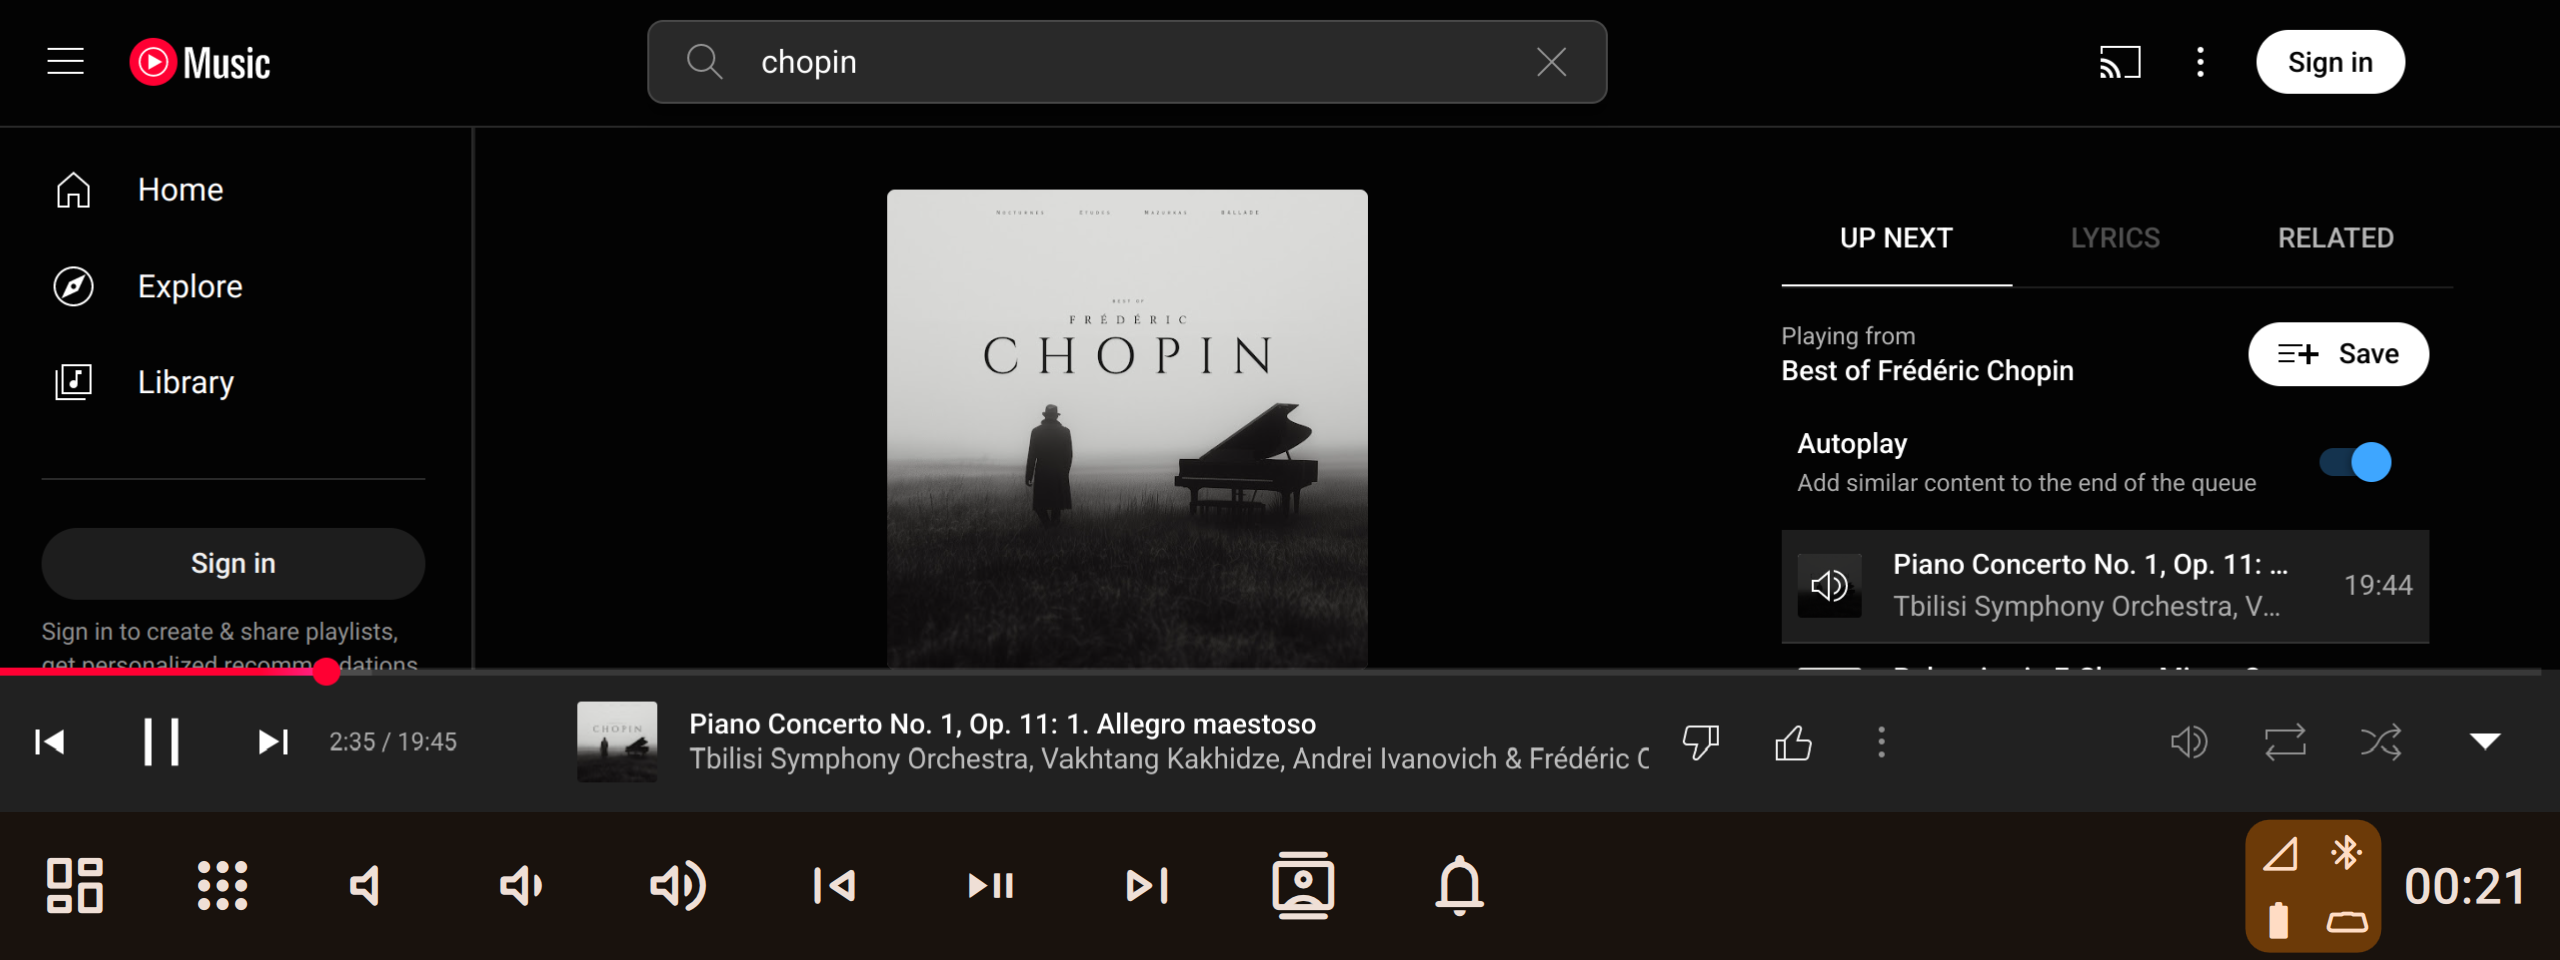 Music
chopin
Sign in
Home
Explore
Library
Sign in
Sign in to create & share playlists,
get personalized recomm dations
NOCTURNES ETUDES MAZURKAS BALLADE
BEST OF
FRÉDÉRIC
CHOPIN
UP NEXT LYRICS RELATED
Playing from
Best of Frédéric Chopin
Save
Autoplay
Add similar content to the end of the queue
Piano Concerto No. 1, Op. 11: ...
Tbilisi Symphony Orchestra, V...
19:44
2:35 / 19:45
CHOPIN
Piano Concerto No. 1, Op. 11: 1. Allegro maestoso
Tbilisi Symphony Orchestra, Vakhtang Kakhidze, Andrei Ivanovich & Frédéric C
00:21